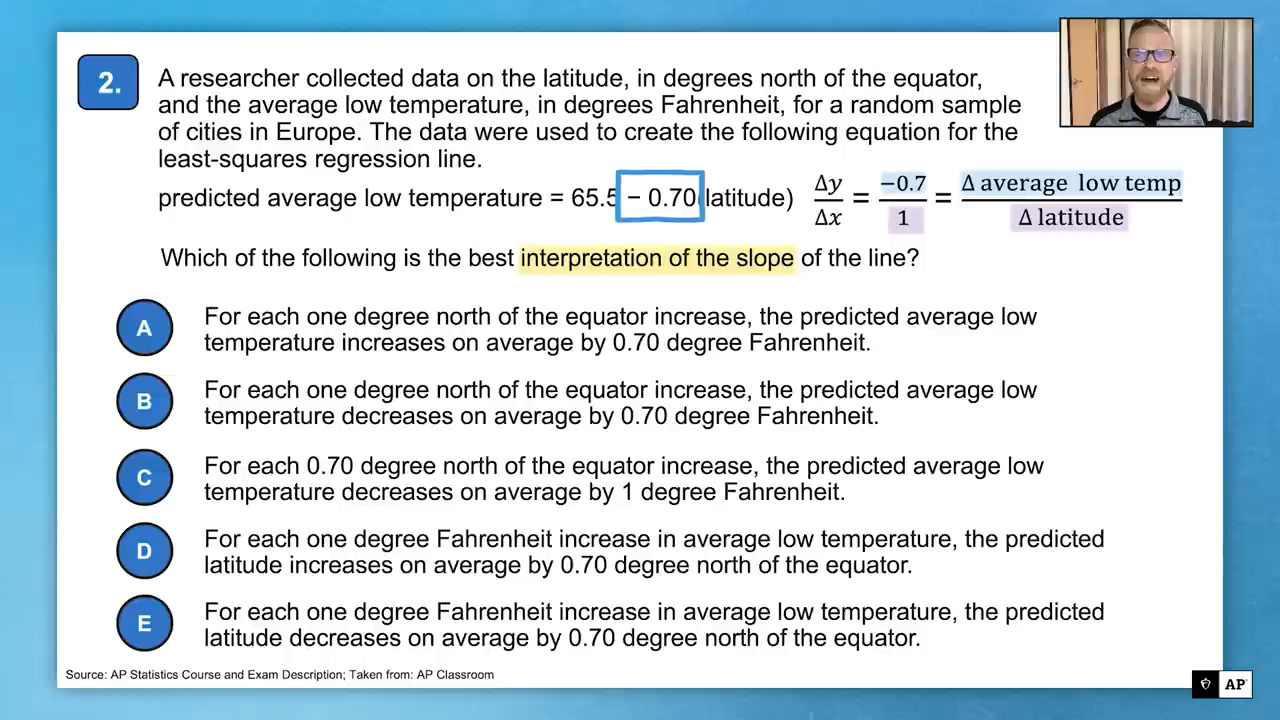 2.
A researcher collected data on the latitude, in degrees north of the equator,
and the average low temperature, in degrees Fahrenheit, for a random sample
of cities in Europe. The data were used to create the following equation for the
least-squares regression line.
predicted average low temperature = 65.5 − 0.70 latitude) Δy/Δx = −0.7/1 = Δ average low temp/Δ latitude
Which of the following is the best interpretation of the slope of the line?
A
For each one degree north of the equator increase, the predicted average low
temperature increases on average by 0.70 degree Fahrenheit.
B
For each one degree north of the equator increase, the predicted average low
temperature decreases on average by 0.70 degree Fahrenheit.
C
For each 0.70 degree north of the equator increase, the predicted average low
temperature decreases on average by 1 degree Fahrenheit.
D
For each one degree Fahrenheit increase in average low temperature, the predicted
latitude increases on average by 0.70 degree north of the equator.
E
For each one degree Fahrenheit increase in average low temperature, the predicted
latitude decreases on average by 0.70 degree north of the equator.
Source: AP Statistics Course and Exam Description; Taken from: AP Classroom
AP